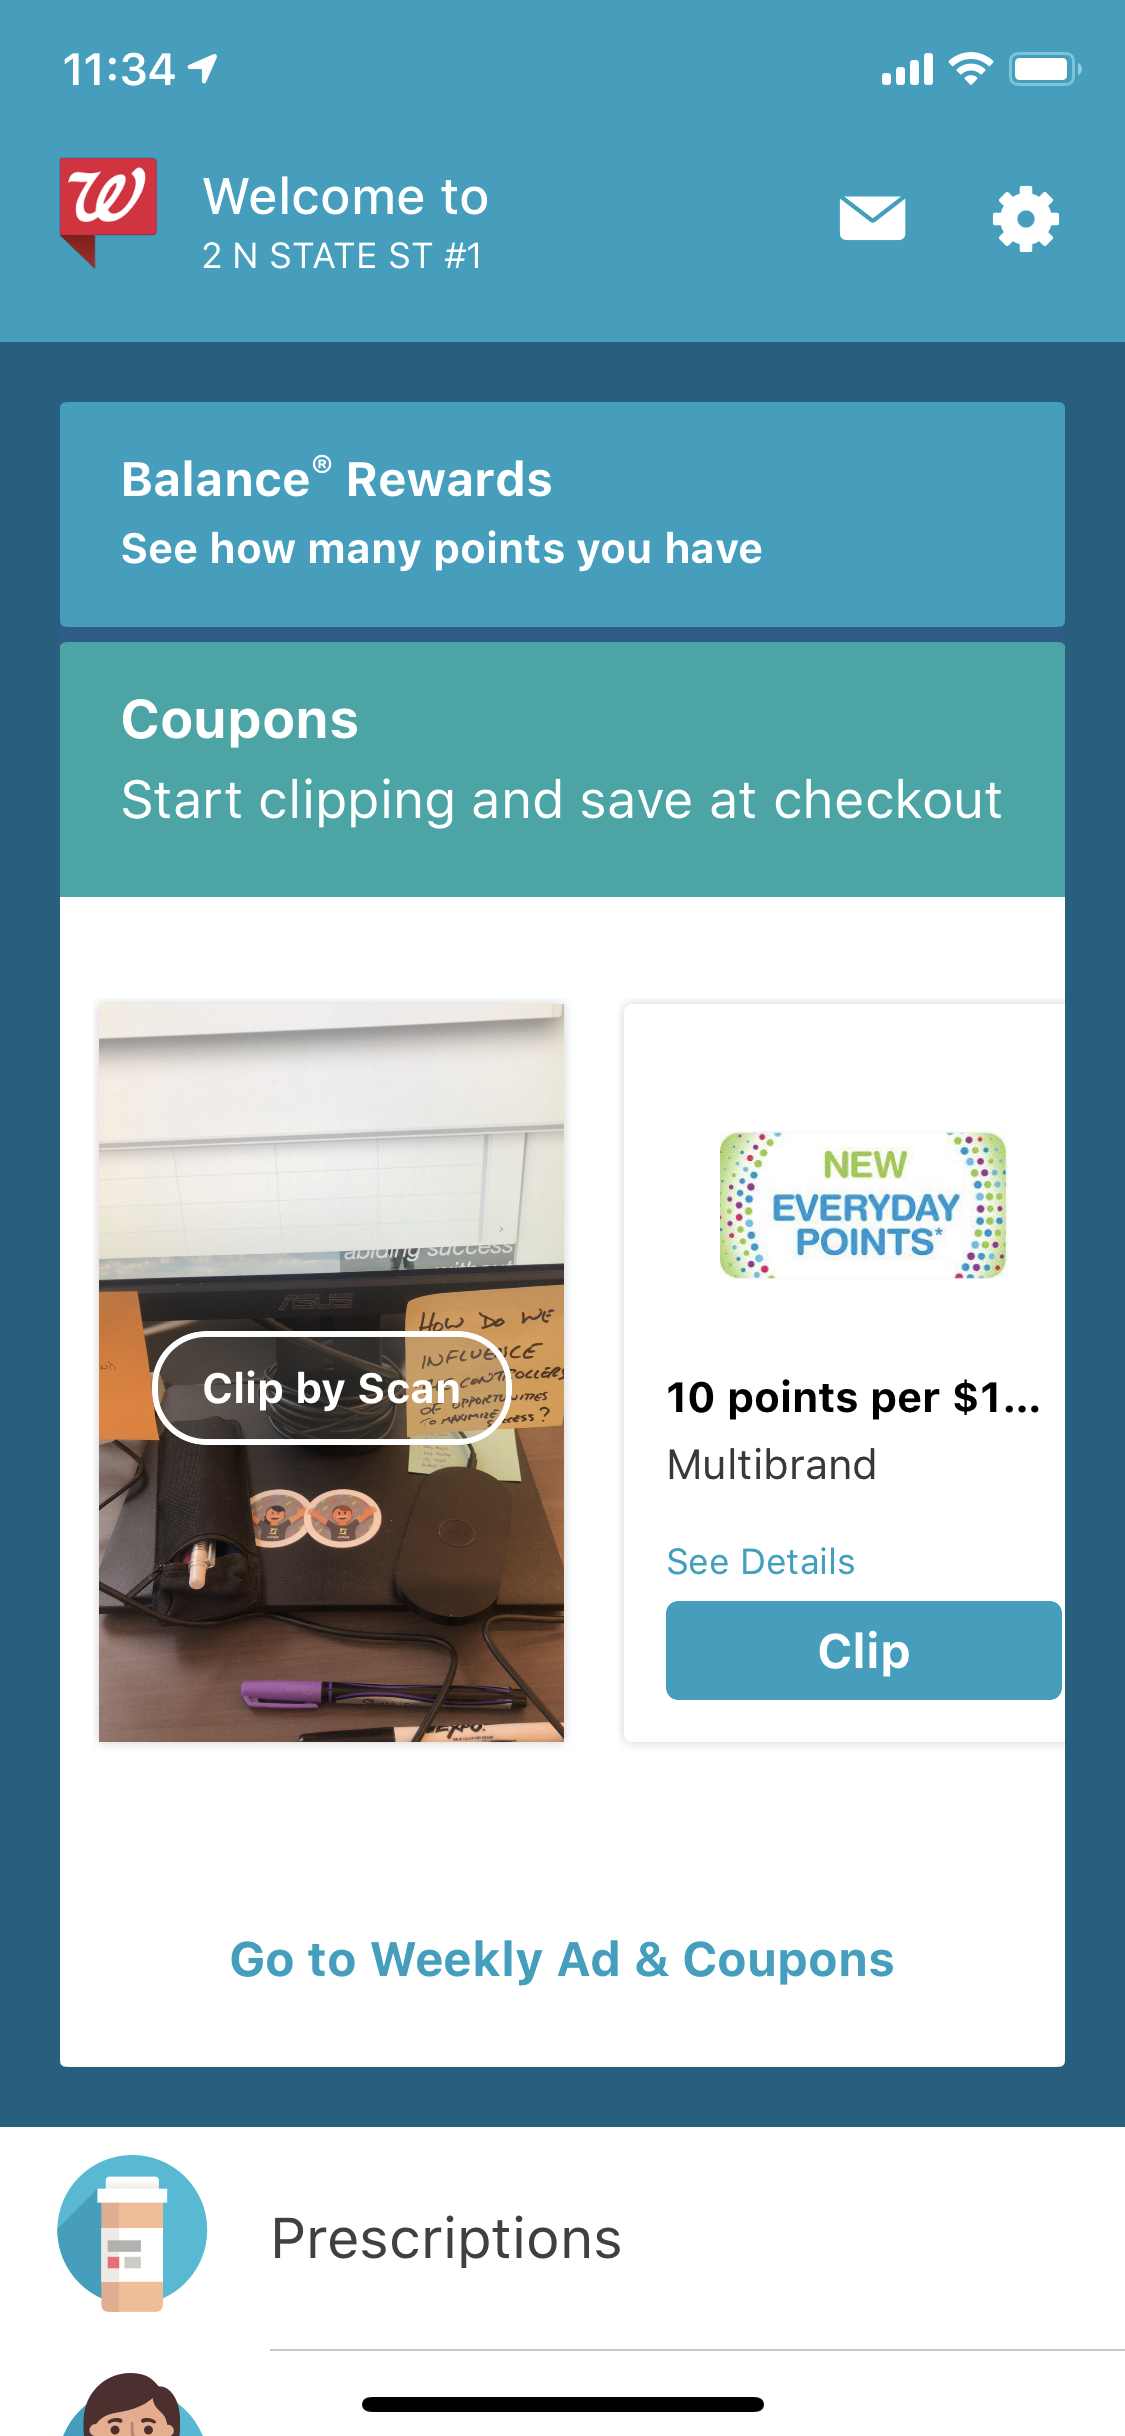 11:34
W
Welcome to
2 N STATE ST #1
Balance® Rewards
See how many points you have
Coupons
Start clipping and save at checkout
abiding success
without
ASUS
HOW DO WE
INFLUENCE
CONTROLLERS
OF OPPORTUNITIES
TO MAXIMIZE SUCCESS?
Clip by Scan
EXPO
NEW
EVERYDAY
POINTS*
10 points per $1...
Multibrand
See Details
Clip
Go to Weekly Ad & Coupons
Prescriptions